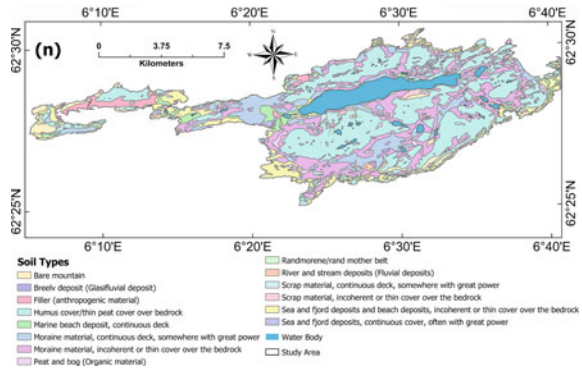 6°10'E 6°20'E 6°30'E 6°40'E
62°30'N
(n)
0 3.75 7.5
Kilometers
N
W E
S
62°30'N
62°25'N
62°25'N
6°10'E 6°20'E 6°30'E 6°40'E
Soil Types
Bare mountain
Breelv deposit (Glasifluvial deposit)
Filler (anthropogenic material)
Humus cover/thin peat cover over bedrock
Marine beach deposit, continuous deck
Moraine material, continuous deck, somewhere with great power
Moraine material, incoherent or thin cover over the bedrock
Peat and bog (Organic material)
Randmorene/rand mother belt
River and stream deposits (Fluvial deposits)
Scrap material, continuous deck, somewhere with great power
Scrap material, incoherent or thin cover over the bedrock
Sea and fjord deposits and beach deposits, incoherent or thin cover over the bedrock
Sea and fjord deposits, continuous cover, often with great power
Water Body
Study Area